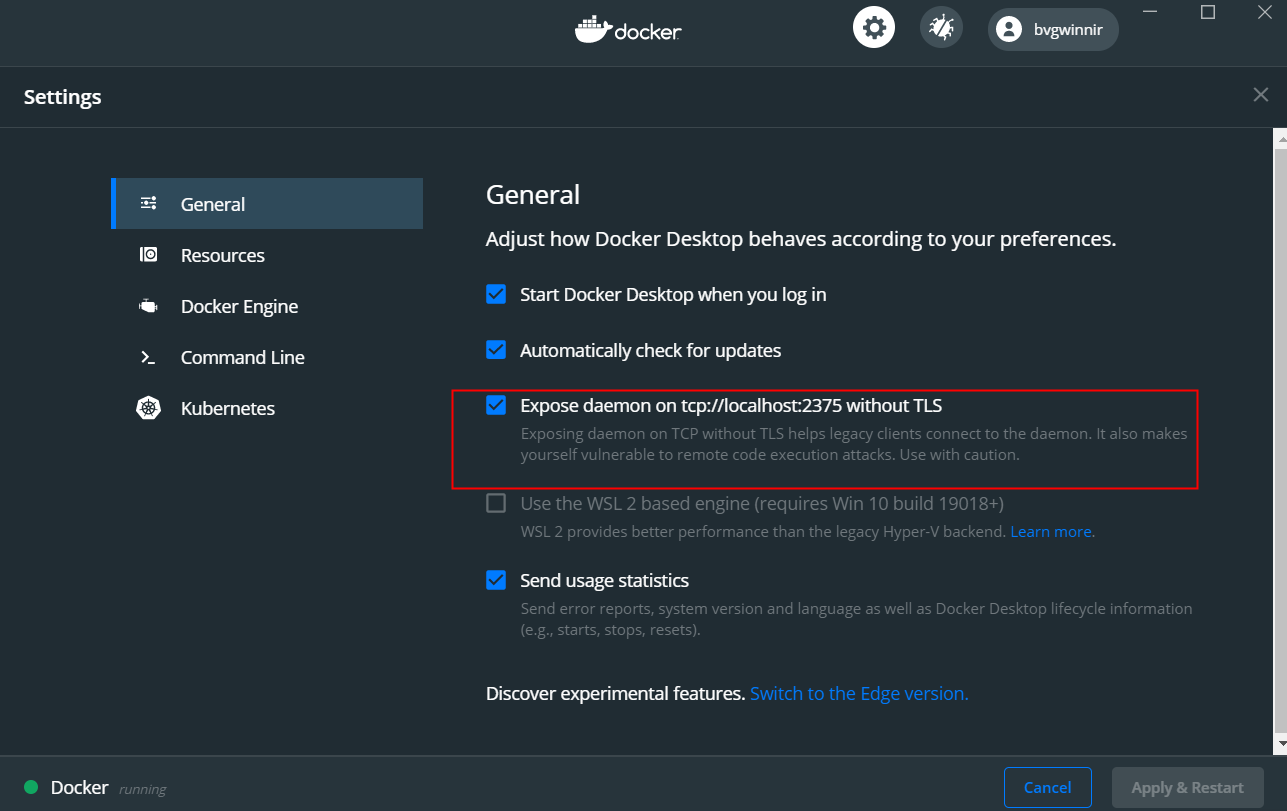 docker
bvgwinnir
Settings
General
Resources
Docker Engine
Command Line
Kubernetes
General
Adjust how Docker Desktop behaves according to your preferences.
Start Docker Desktop when you log in
Automatically check for updates
Expose daemon on tcp://localhost:2375 without TLS
Exposing daemon on TCP without TLS helps legacy clients connect to the daemon. It also makes
yourself vulnerable to remote code execution attacks. Use with caution.
Use the WSL 2 based engine (requires Win 10 build 19018+)
WSL 2 provides better performance than the legacy Hyper-V backend. Learn more.
Send usage statistics
Send error reports, system version and language as well as Docker Desktop lifecycle information
(e.g., starts, stops, resets).
Discover experimental features. Switch to the Edge version.
Docker running
Cancel
Apply & Restart